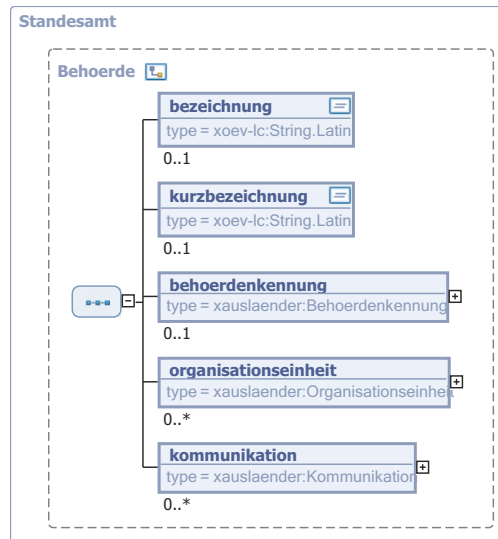 Standesamt
Behoerde
bezeichnung
type = xoev-lc:String.Latin
0..1
kurzbezeichnung
type = xoev-lc:String.Latin
0..1
behoerdenkennung
type = xauslaender:Behoerdenkennung
0..1
organisationseinheit
type = xauslaender:Organisationseinheit
0..*
kommunikation
type = xauslaender:Kommunikation
0..*